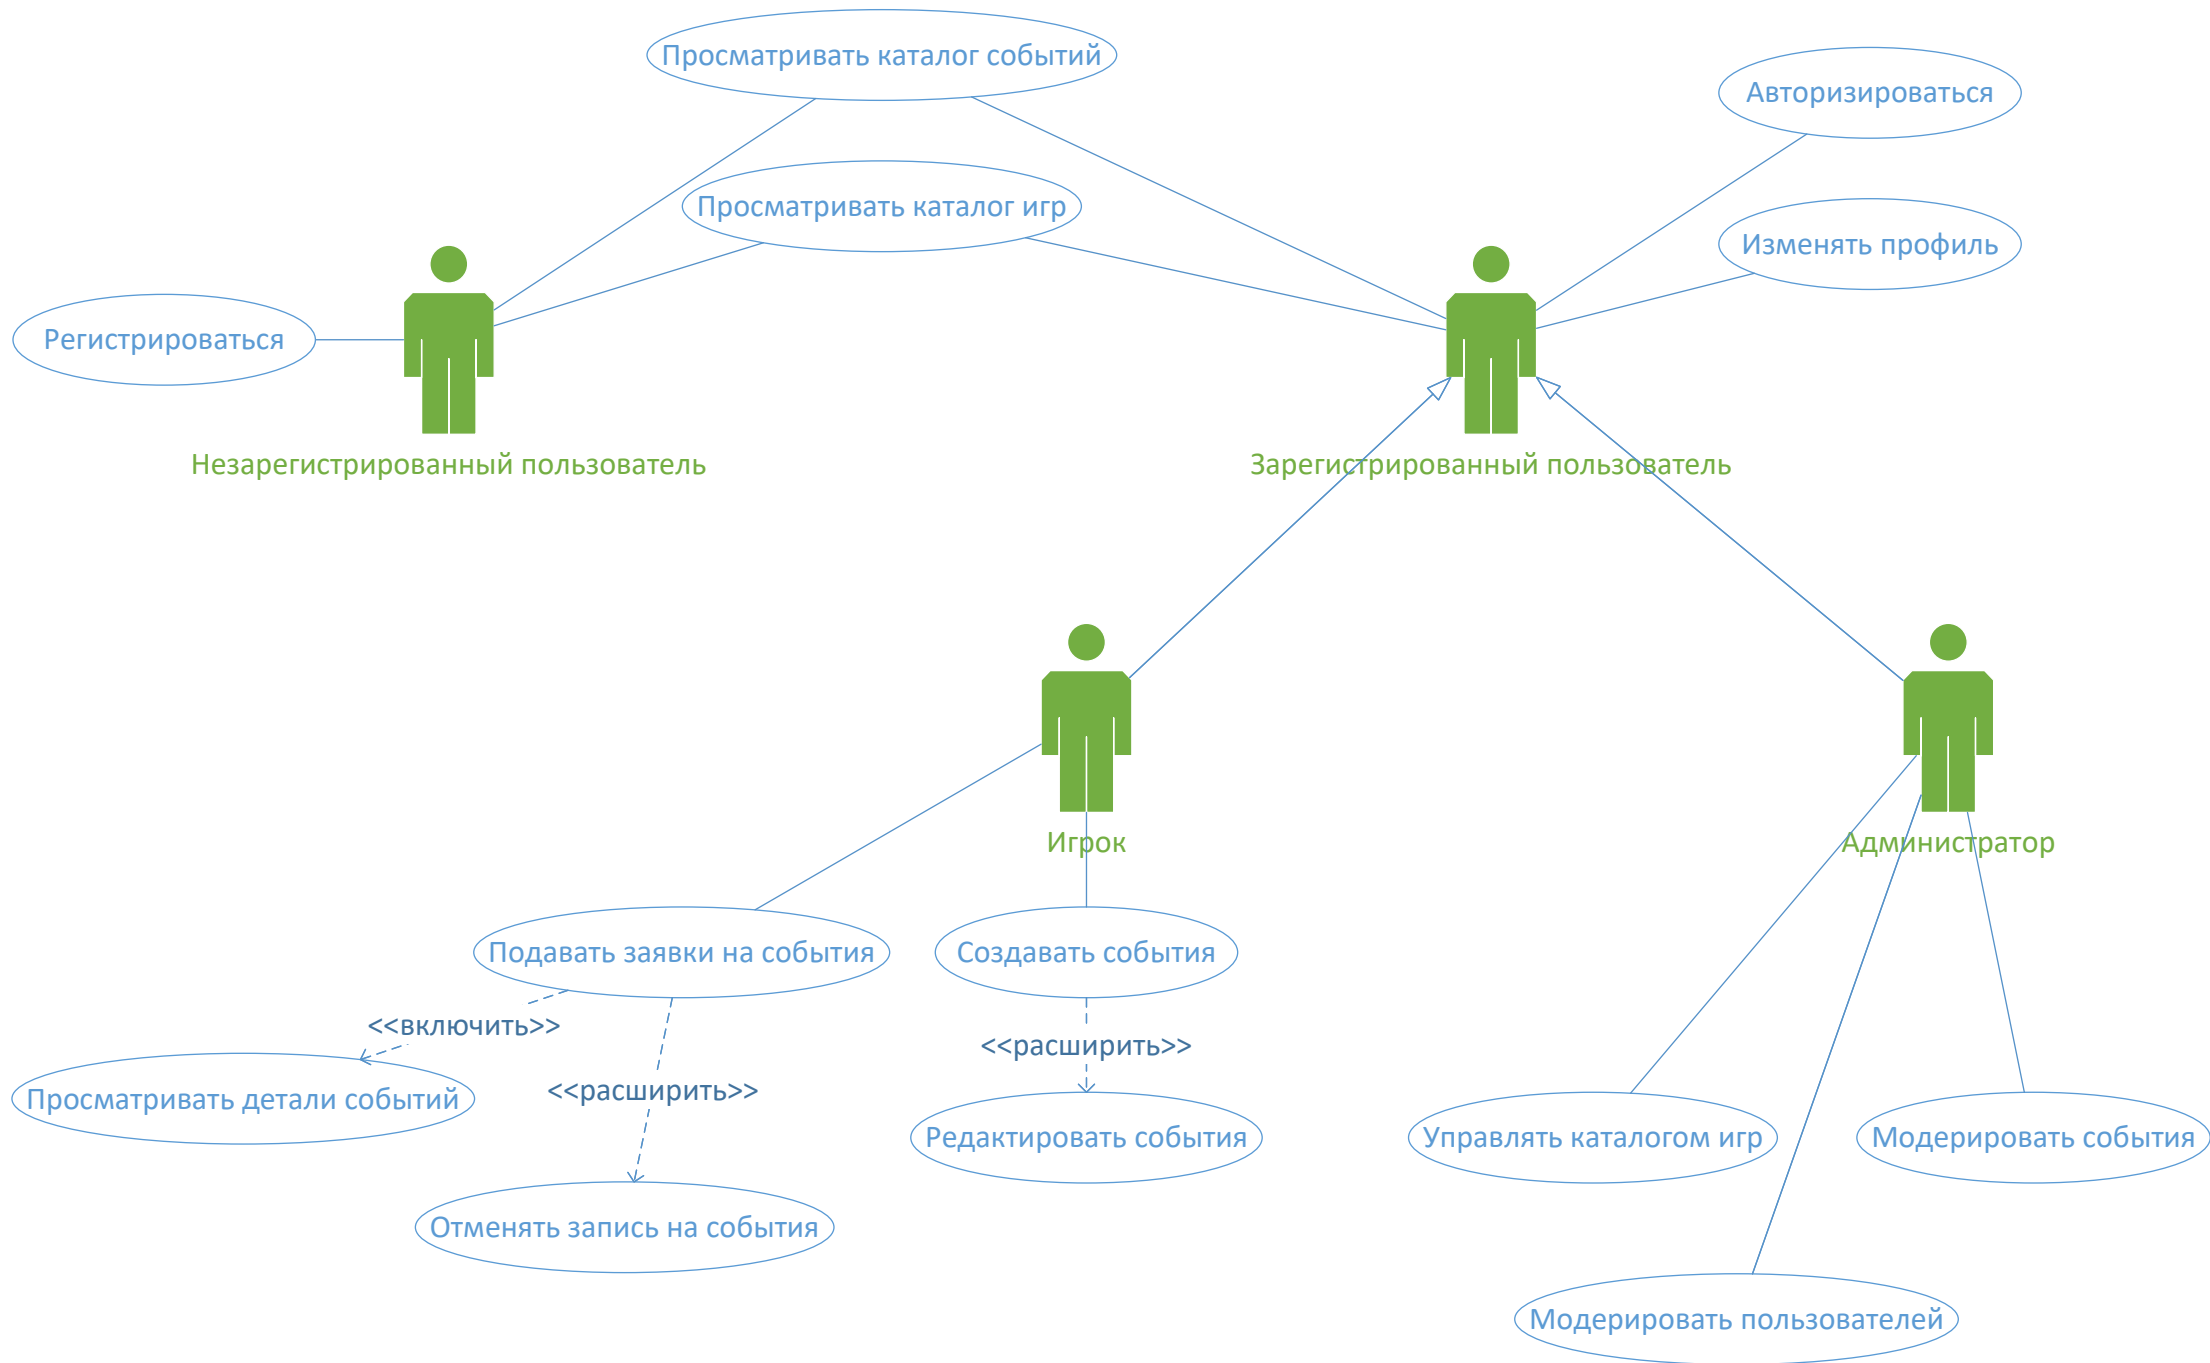 Просматривать каталог событий
Авторизироваться
Просматривать каталог игр
Изменять профиль
Регистрироваться
Незарегистрированный пользователь
Зарегистрированный пользователь
Игрок
Администратор
Подавать заявки на события
Создавать события
<<включить>>
<<расширить>>
<<расширить>>
Просматривать детали событий
Редактировать события
Управлять каталогом игр
Модерировать события
Отменять запись на события
Модерировать пользователей